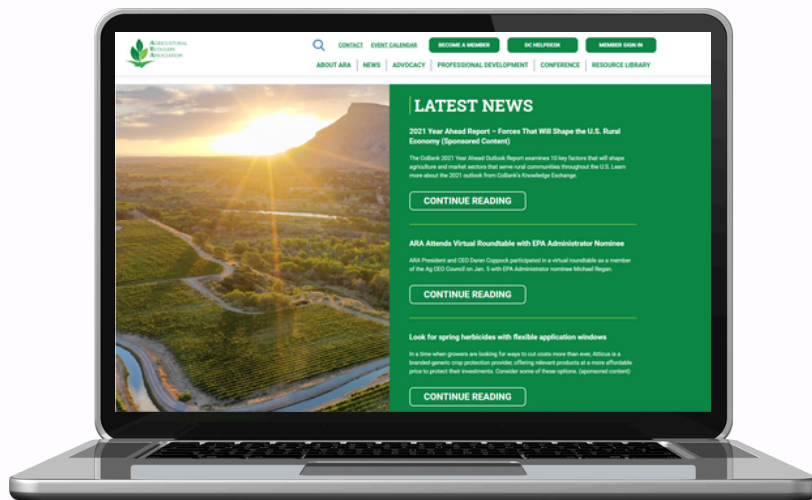 AGRICULTURAL
RETAILERS
ASSOCIATION
CONTACT EVENT CALENDAR BECOME A MEMBER DC HELPDESK MEMBER SIGN IN
ABOUT ARA NEWS ADVOCACY PROFESSIONAL DEVELOPMENT CONFERENCE RESOURCE LIBRARY
LATEST NEWS
2021 Year Ahead Report – Forces That Will Shape the U.S. Rural
Economy (Sponsored Content)
The CoBank 2021 Year Ahead Outlook Report examines 10 key factors that will shape
agriculture and market sectors that serve rural communities throughout the U.S. Learn
more about the 2021 outlook from CoBank's Knowledge Exchange.
CONTINUE READING
ARA Attends Virtual Roundtable with EPA Administrator Nominee
ARA President and CEO Daren Coppock participated in a virtual roundtable as a member
of the Ag CEO Council on Jan. 5 with EPA Administrator nominee Michael Regan.
CONTINUE READING
Look for spring herbicides with flexible application windows
In a time when growers are looking for ways to cut costs more than ever, Atticus is a
branded-generic crop protection provider, offering relevant products at a more affordable
price to protect their investments. Consider some of these options. (sponsored content)
CONTINUE READING